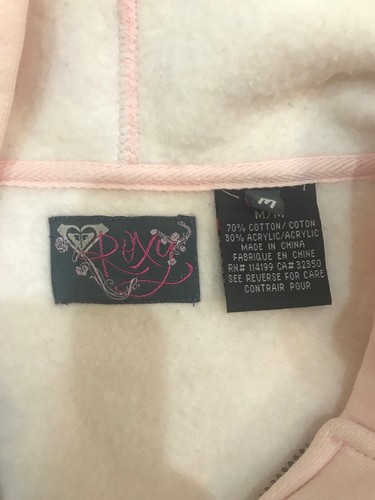 Roxy
M
M/M
70% COTTON/COTON
30% ACRYLIC/ACRYLIC
MADE IN CHINA
FABRIQUE EN CHINE
RN# 114199 CA# 32350
SEE REVERSE FOR CARE
CONTRAIR POUR